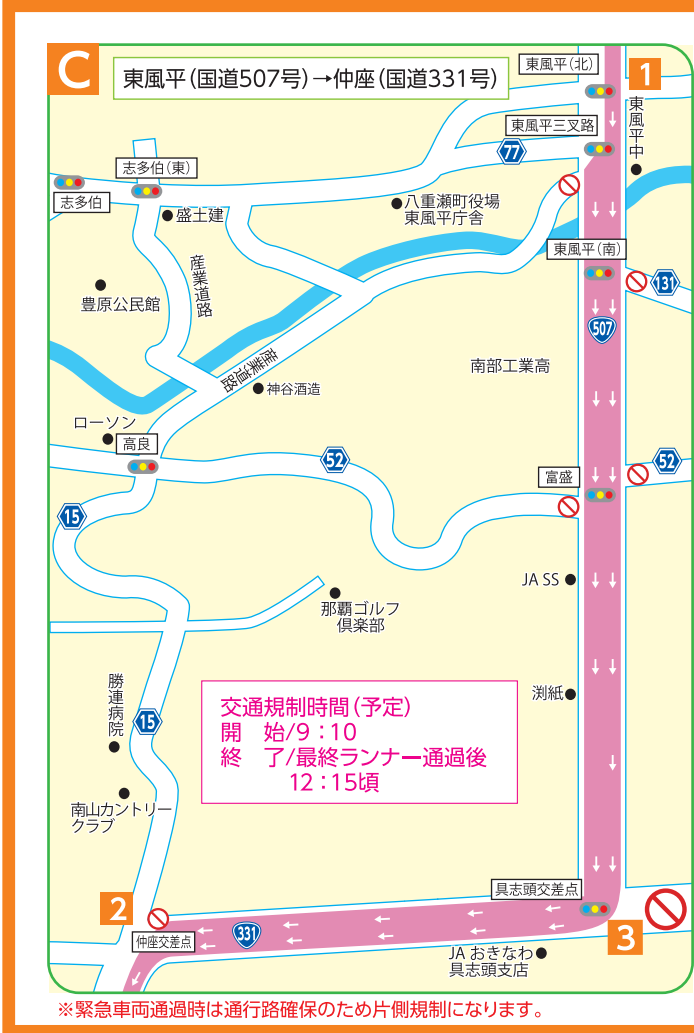 C
東風平(国道507号)→仲座(国道331号)
東風平(北)
1
東風平中
東風平三叉路
77
志多伯(東)
志多伯
盛土建
八重瀬町役場
東風平庁舎
東風平(南)
131
産業道路
豊原公民館
507
南部工業高
産業道路
神谷酒造
ローソン
高良
52
52
富盛
15
JA SS
那覇ゴルフ
倶楽部
渕紙
勝連病院
15
交通規制時間(予定)
開 始/9:10
終 了/最終ランナー通過後
12:15頃
南山カントリー
クラブ
具志頭交差点
2
3
仲座交差点
331
JA おきなわ
具志頭支店
※緊急車両通過時は通行路確保のため片側規制になります。